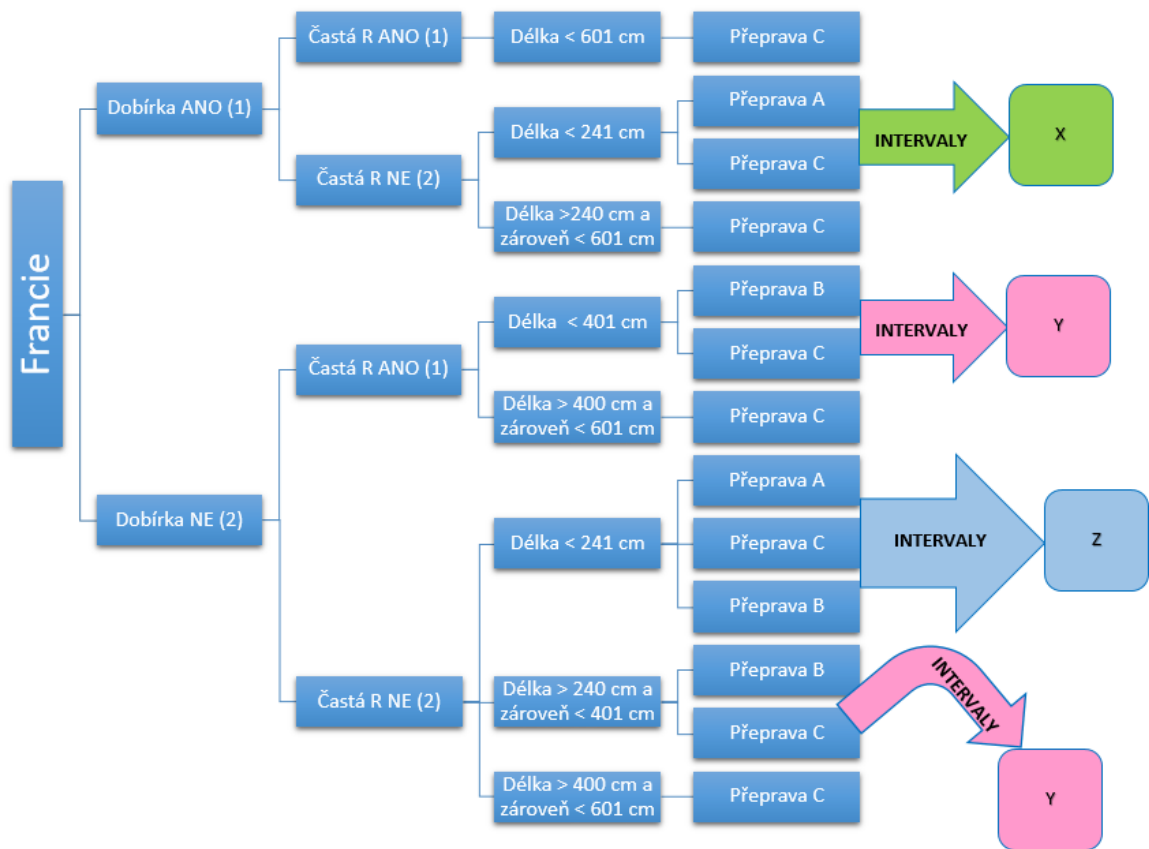 Francie
Dobírka ANO (1)
Častá R ANO (1)
Délka < 601 cm
Přeprava C
Častá R NE (2)
Délka < 241 cm
Přeprava A
Přeprava C
INTERVALY
X
Délka >240 cm a
zároveň < 601 cm
Přeprava C
Dobírka NE (2)
Častá R ANO (1)
Délka < 401 cm
Přeprava B
Přeprava C
INTERVALY
Y
Délka > 400 cm a
zároveň < 601 cm
Přeprava C
Častá R NE (2)
Délka < 241 cm
Přeprava A
Přeprava C
Přeprava B
INTERVALY
Z
Délka > 240 cm a
zároveň < 401 cm
Přeprava B
Přeprava C
INTERVALY
Y
Délka > 400 cm a
zároveň < 601 cm
Přeprava C